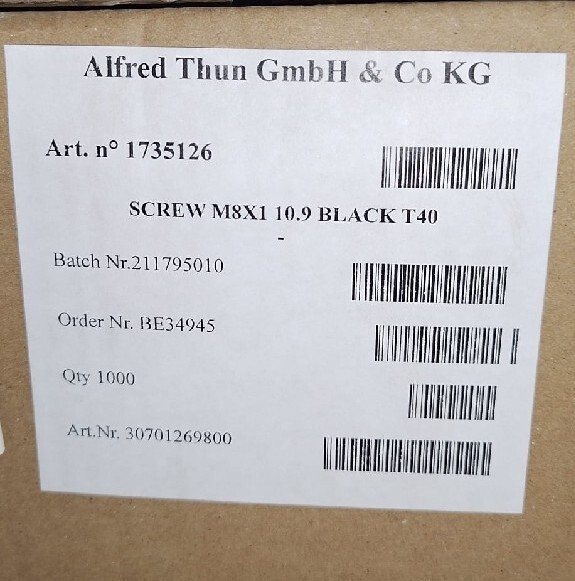 Alfred Thun GmbH & Co KG
Art. n° 1735126
SCREW M8X1 10.9 BLACK T40
-
Batch Nr.211795010
Order Nr. BE34945
Qty 1000
Art.Nr. 30701269800